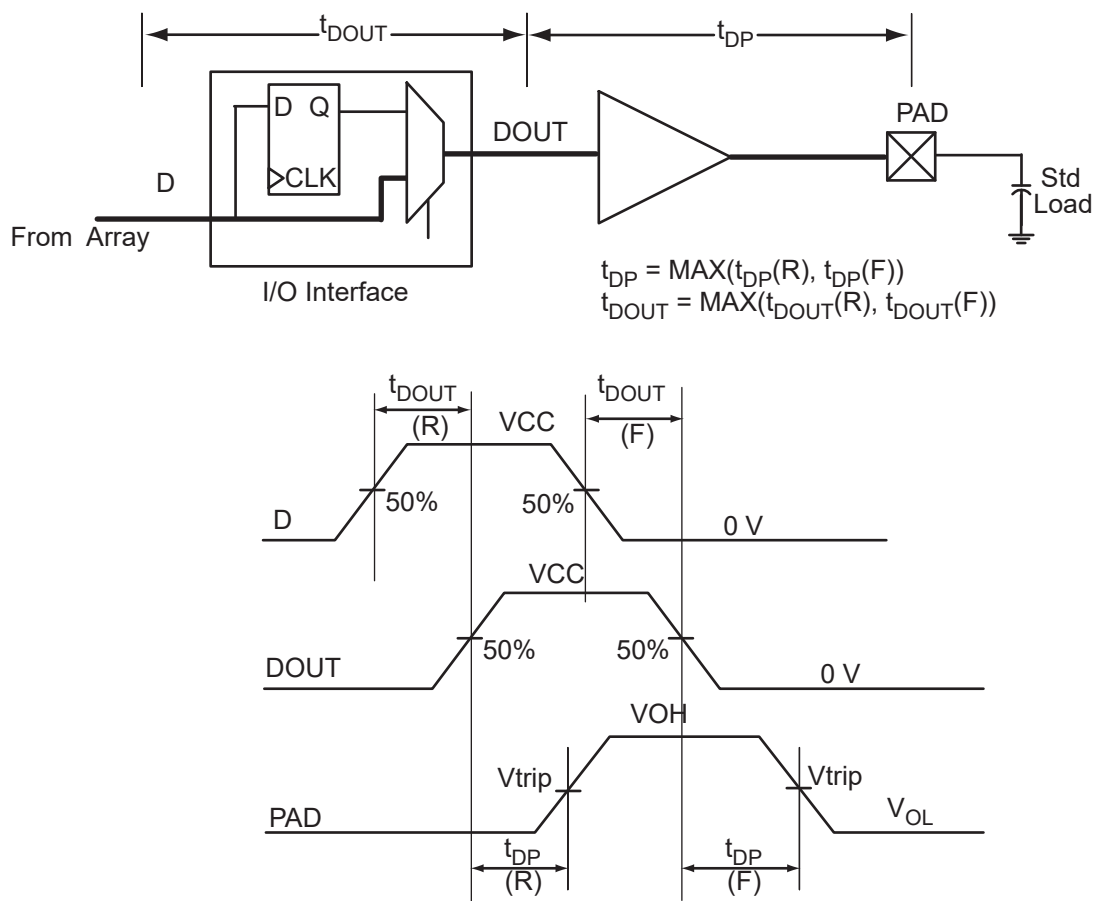 tDOUT
tDP
D Q
CLK
DOUT
PAD
D
From Array
Std
Load
I/O Interface
tDP = MAX(tDP(R), tDP(F))
tDOUT = MAX(tDOUT(R), tDOUT(F))
tDOUT
(R)
tDOUT
(F)
VCC
50%
50%
D
0 V
VCC
50%
50%
DOUT
0 V
VOH
Vtrip
Vtrip
PAD
VOL
tDP
(R)
tDP
(F)